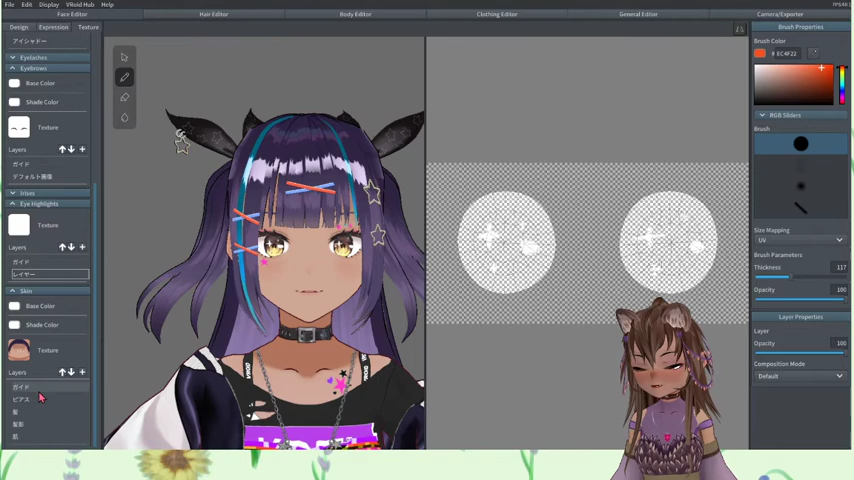 File Edit Display VRoid Hub Help
Face Editor Hair Editor Body Editor Clothing Editor General Editor Camera/Exporter
Design Expression Texture
アイシャドー
Eyelashes
Eyebrows
Base Color
Shade Color
Texture
Layers
ガイド
デフォルト画像
Irises
Eye Highlights
Texture
Layers
ガイド
レイヤー
Skin
Base Color
Shade Color
Texture
Layers
ガイド
ピアス
髪
髪影
肌
Brush Properties
Brush Color
# EC4F22
RGB Sliders
Brush
Size Mapping
UV
Brush Parameters
Thickness 117
Opacity 100
Layer Properties
Layer
Opacity 100
Composition Mode
Default